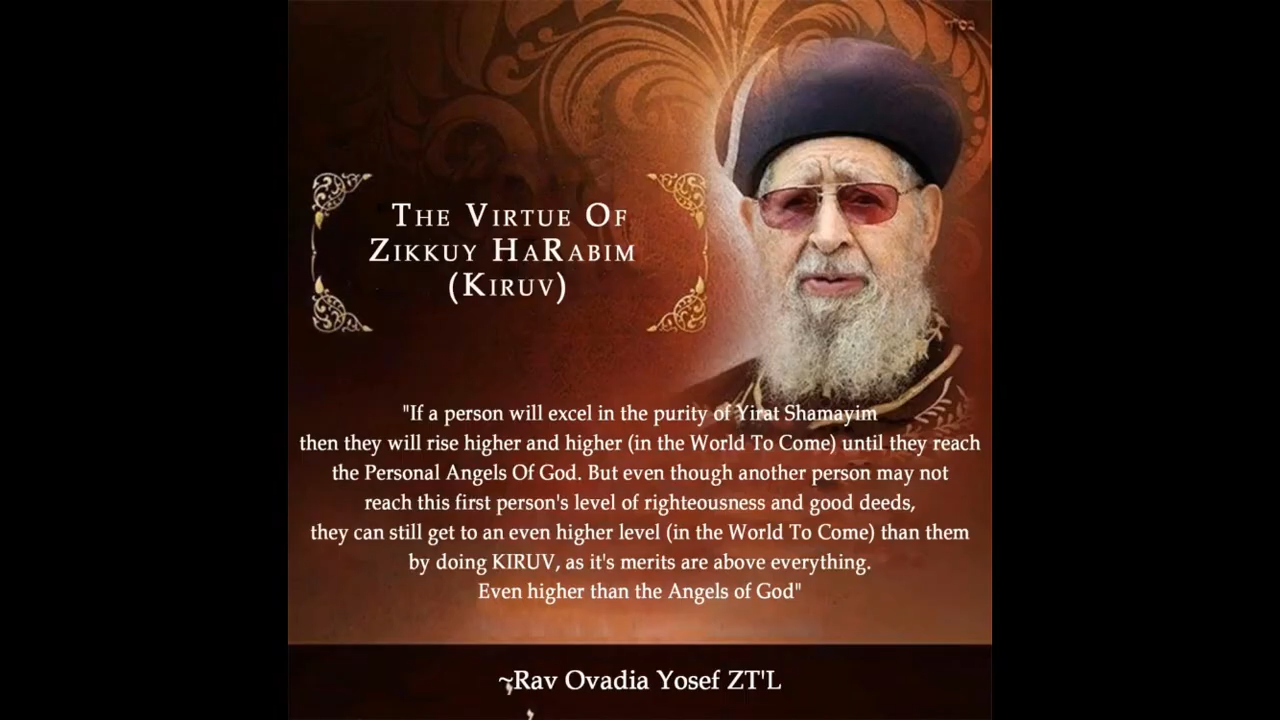 בס"ד
The Virtue Of
Zikkuy HaRabim
(Kiruv)
"If a person will excel in the purity of Yirat Shamayim
then they will rise higher and higher (in the World To Come) until they reach
the Personal Angels Of God. But even though another person may not
reach this first person's level of righteousness and good deeds,
they can still get to an even higher level (in the World To Come) than them
by doing KIRUV, as it's merits are above everything.
Even higher than the Angels of God"
~Rav Ovadia Yosef ZT'L